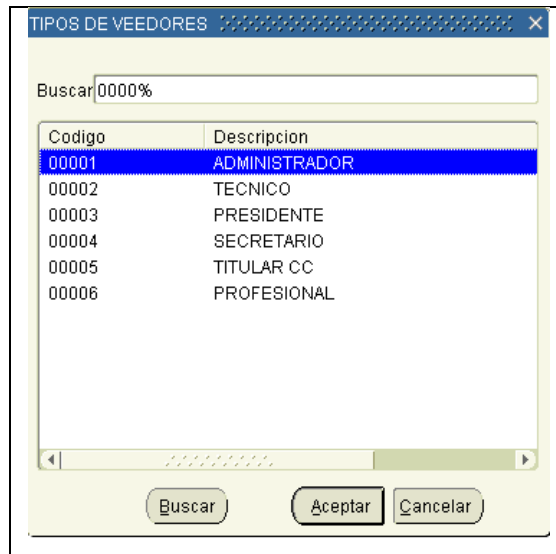 TIPOS DE VEEDORES
Buscar 0000%
Codigo Descripcion
00001 ADMINISTRADOR
00002 TECNICO
00003 PRESIDENTE
00004 SECRETARIO
00005 TITULAR CC
00006 PROFESIONAL
Buscar Aceptar Cancelar